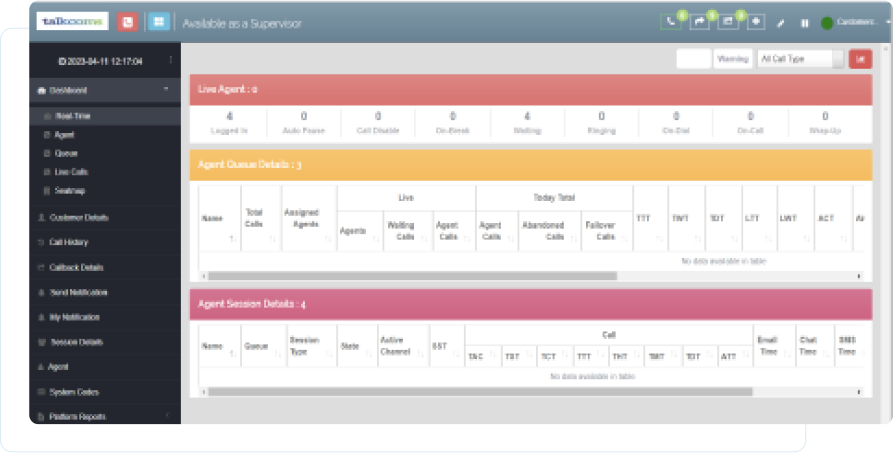 talkcoms Available as a Supervisor Customers.
2023-04-11 12:17:04
Warning All Call Type
Dashboard
Real-Time
Agent
Queue
Live Calls
Seatmap
Customer Details
Call History
Callback Details
Send Notification
My Notification
Session Details
Agent
System Codes
Platform Reports
Live Agent : 0
4 0 0 0 4 0 0 0 0
Logged In Auto Pause Call Disable On-Break Waiting Ringing On-Dial On-Call Wrap-Up
Agent Queue Details : 3
Live Today Total
Name Total Calls Assigned Agents Agents Waiting Calls Agent Calls Agent Calls Abandoned Calls Failover Calls TTT TWT TDT LTT LWT ACT
No data available in table
Agent Session Details : 4
Call
Name Queue Session Type State Active Channel SST TAC TCT TTT THT TWT TDT ATT Email Time Chat Time SMS Time
No data available in table